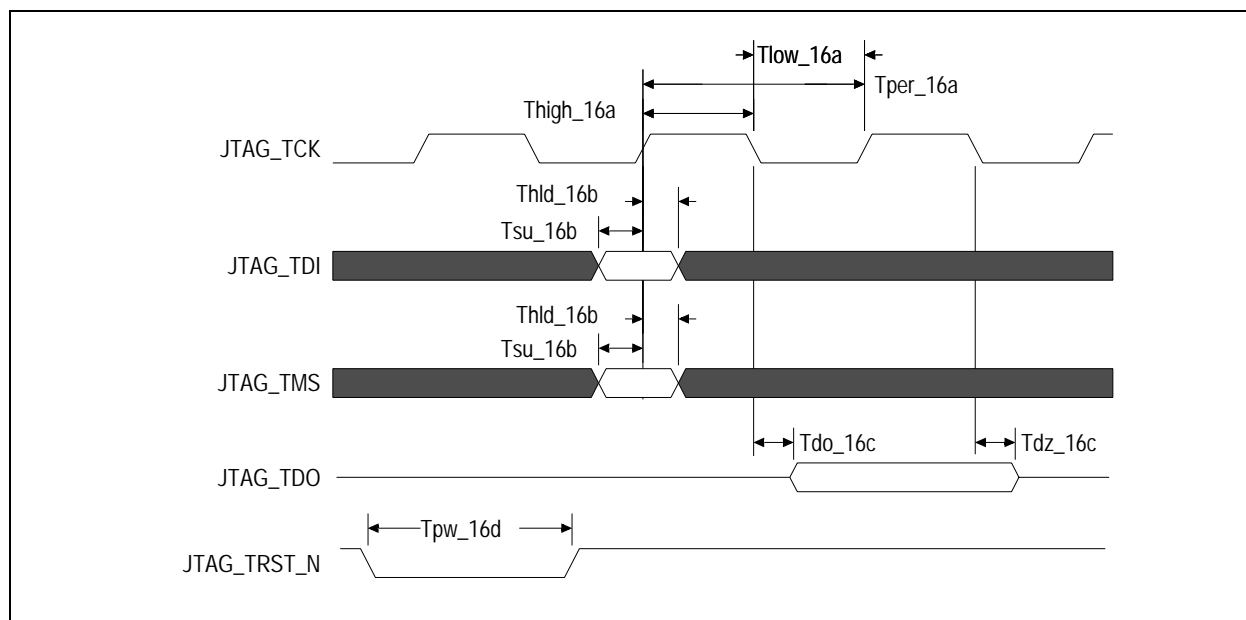 Tlow_16a
Tper_16a
Thigh_16a
JTAG_TCK
Thld_16b
Tsu_16b
JTAG_TDI
Thld_16b
Tsu_16b
JTAG_TMS
Tdo_16c
Tdz_16c
JTAG_TDO
Tpw_16d
JTAG_TRST_N